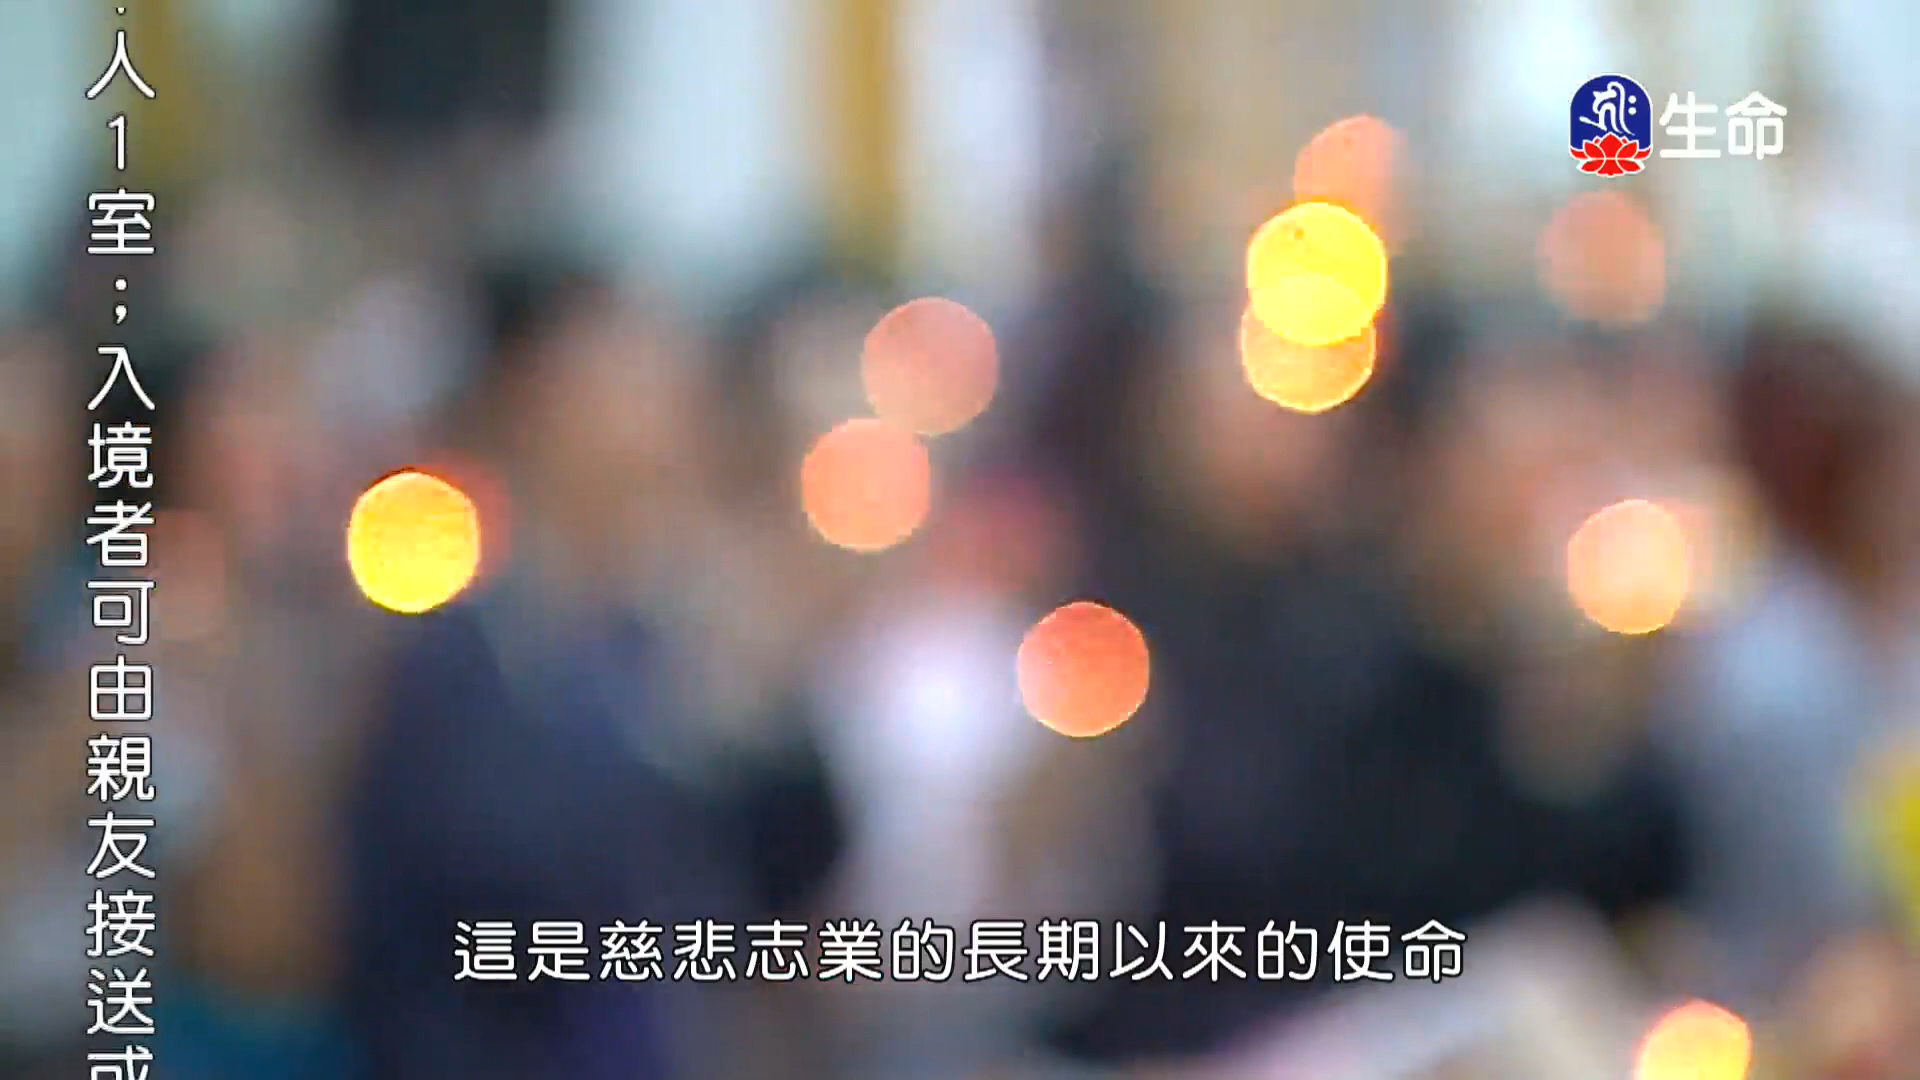 人1室；入境者可由親友接送或
生命
這是慈悲志業的長期以來的使命